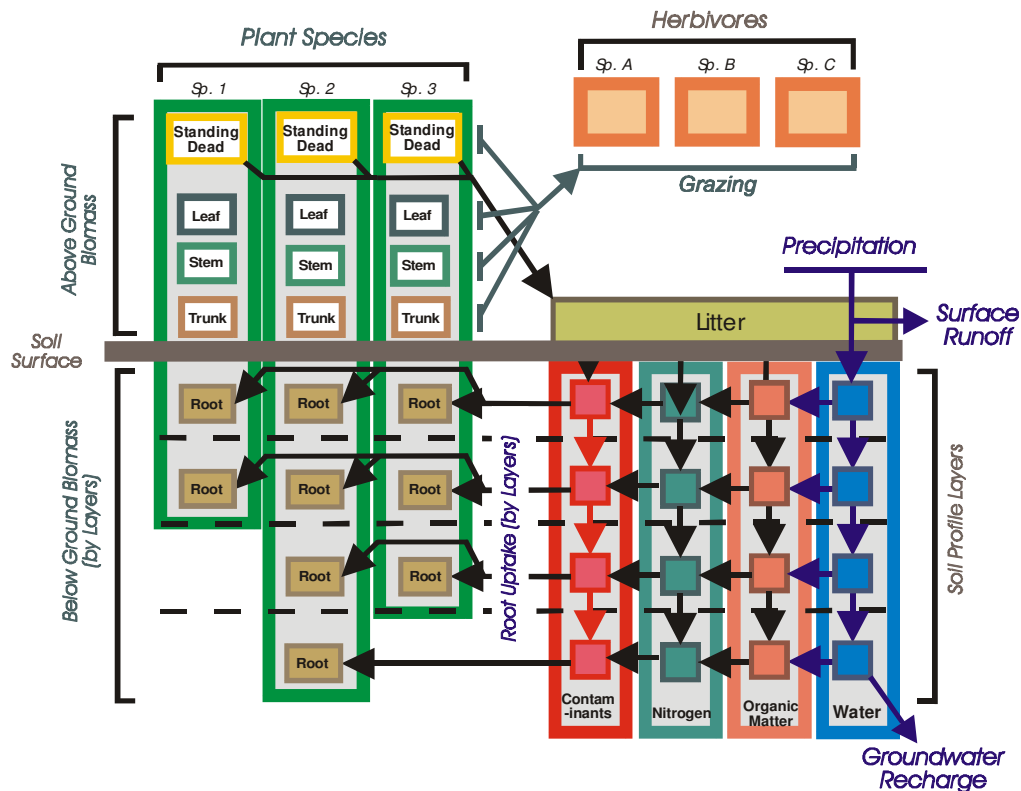 Plant Species
Herbivores
Sp. 1
Sp. 2
Sp. 3
Sp. A
Sp. B
Sp. C
Above Ground
Biomass
Standing
Dead
Standing
Dead
Standing
Dead
Leaf
Leaf
Leaf
Stem
Stem
Stem
Trunk
Trunk
Trunk
Grazing
Precipitation
Litter
Surface
Runoff
Soil
Surface
Below Ground Biomass
(by Layers)
Root
Root
Root
Root
Root
Root
Root
Root
Root
Root Uptake (by Layers)
Soil Profile Layers
Contam
-inants
Nitrogen
Organic
Matter
Water
Groundwater
Recharge